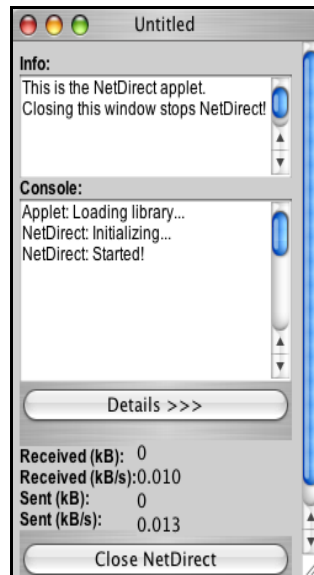 Untitled
Info:
This is the NetDirect applet.
Closing this window stops NetDirect!
Console:
Applet: Loading library...
NetDirect: Initializing...
NetDirect: Started!
Details >>>
Received (kB): 0
Received (kB/s):0.010
Sent (kB): 0
Sent (kB/s): 0.013
Close NetDirect